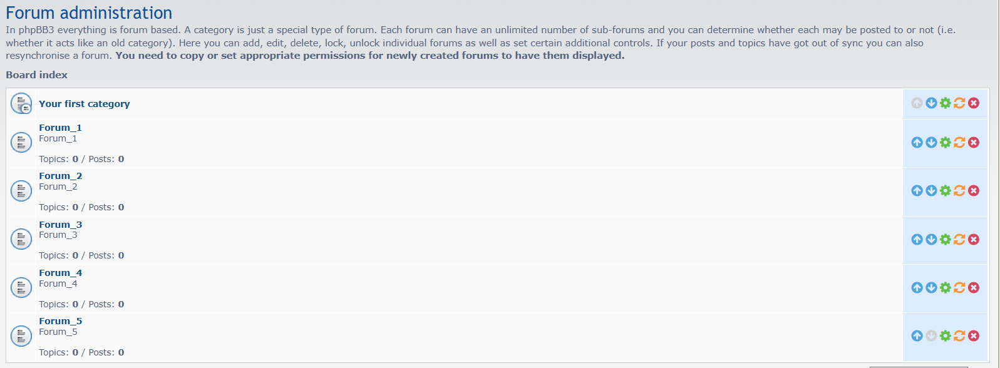 Forum administration
In phpBB3 everything is forum based. A category is just a special type of forum. Each forum can have an unlimited number of sub-forums and you can determine whether each may be posted to or not (i.e.
whether it acts like an old category). Here you can add, edit, delete, lock, unlock individual forums as well as set certain additional controls. If your posts and topics have got out of sync you can also
resynchronise a forum. You need to copy or set appropriate permissions for newly created forums to have them displayed.
Board index
Your first category
Forum_1
Forum_1
Topics: 0 / Posts: 0
Forum_2
Forum_2
Topics: 0 / Posts: 0
Forum_3
Forum_3
Topics: 0 / Posts: 0
Forum_4
Forum_4
Topics: 0 / Posts: 0
Forum_5
Forum_5
Topics: 0 / Posts: 0